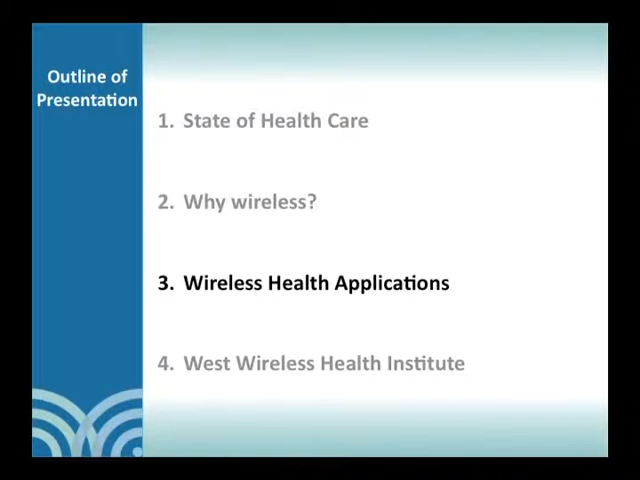 Outline of
Presentation
1. State of Health Care
2. Why wireless?
3. Wireless Health Applications
4. West Wireless Health Institute